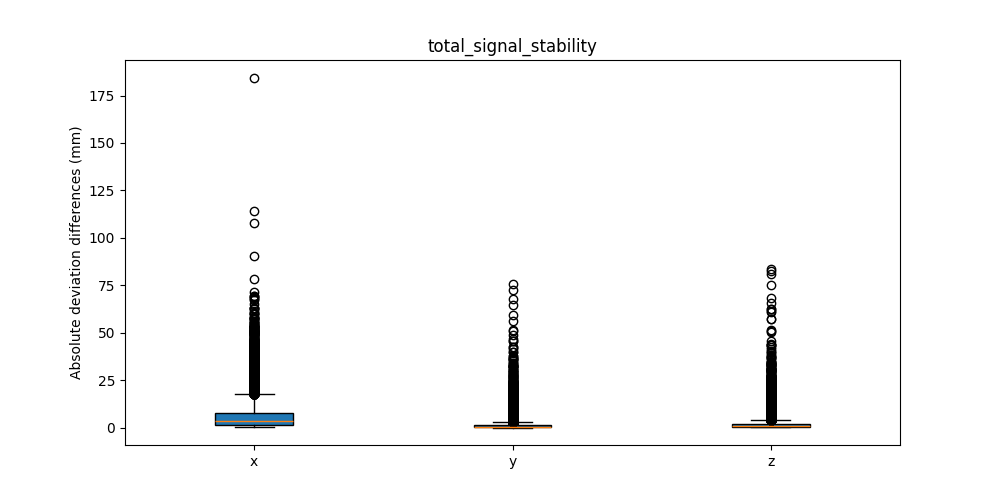 total_signal_stability
Absolute deviation differences (mm)
175
150
125
100
75
50
25
0
x y z